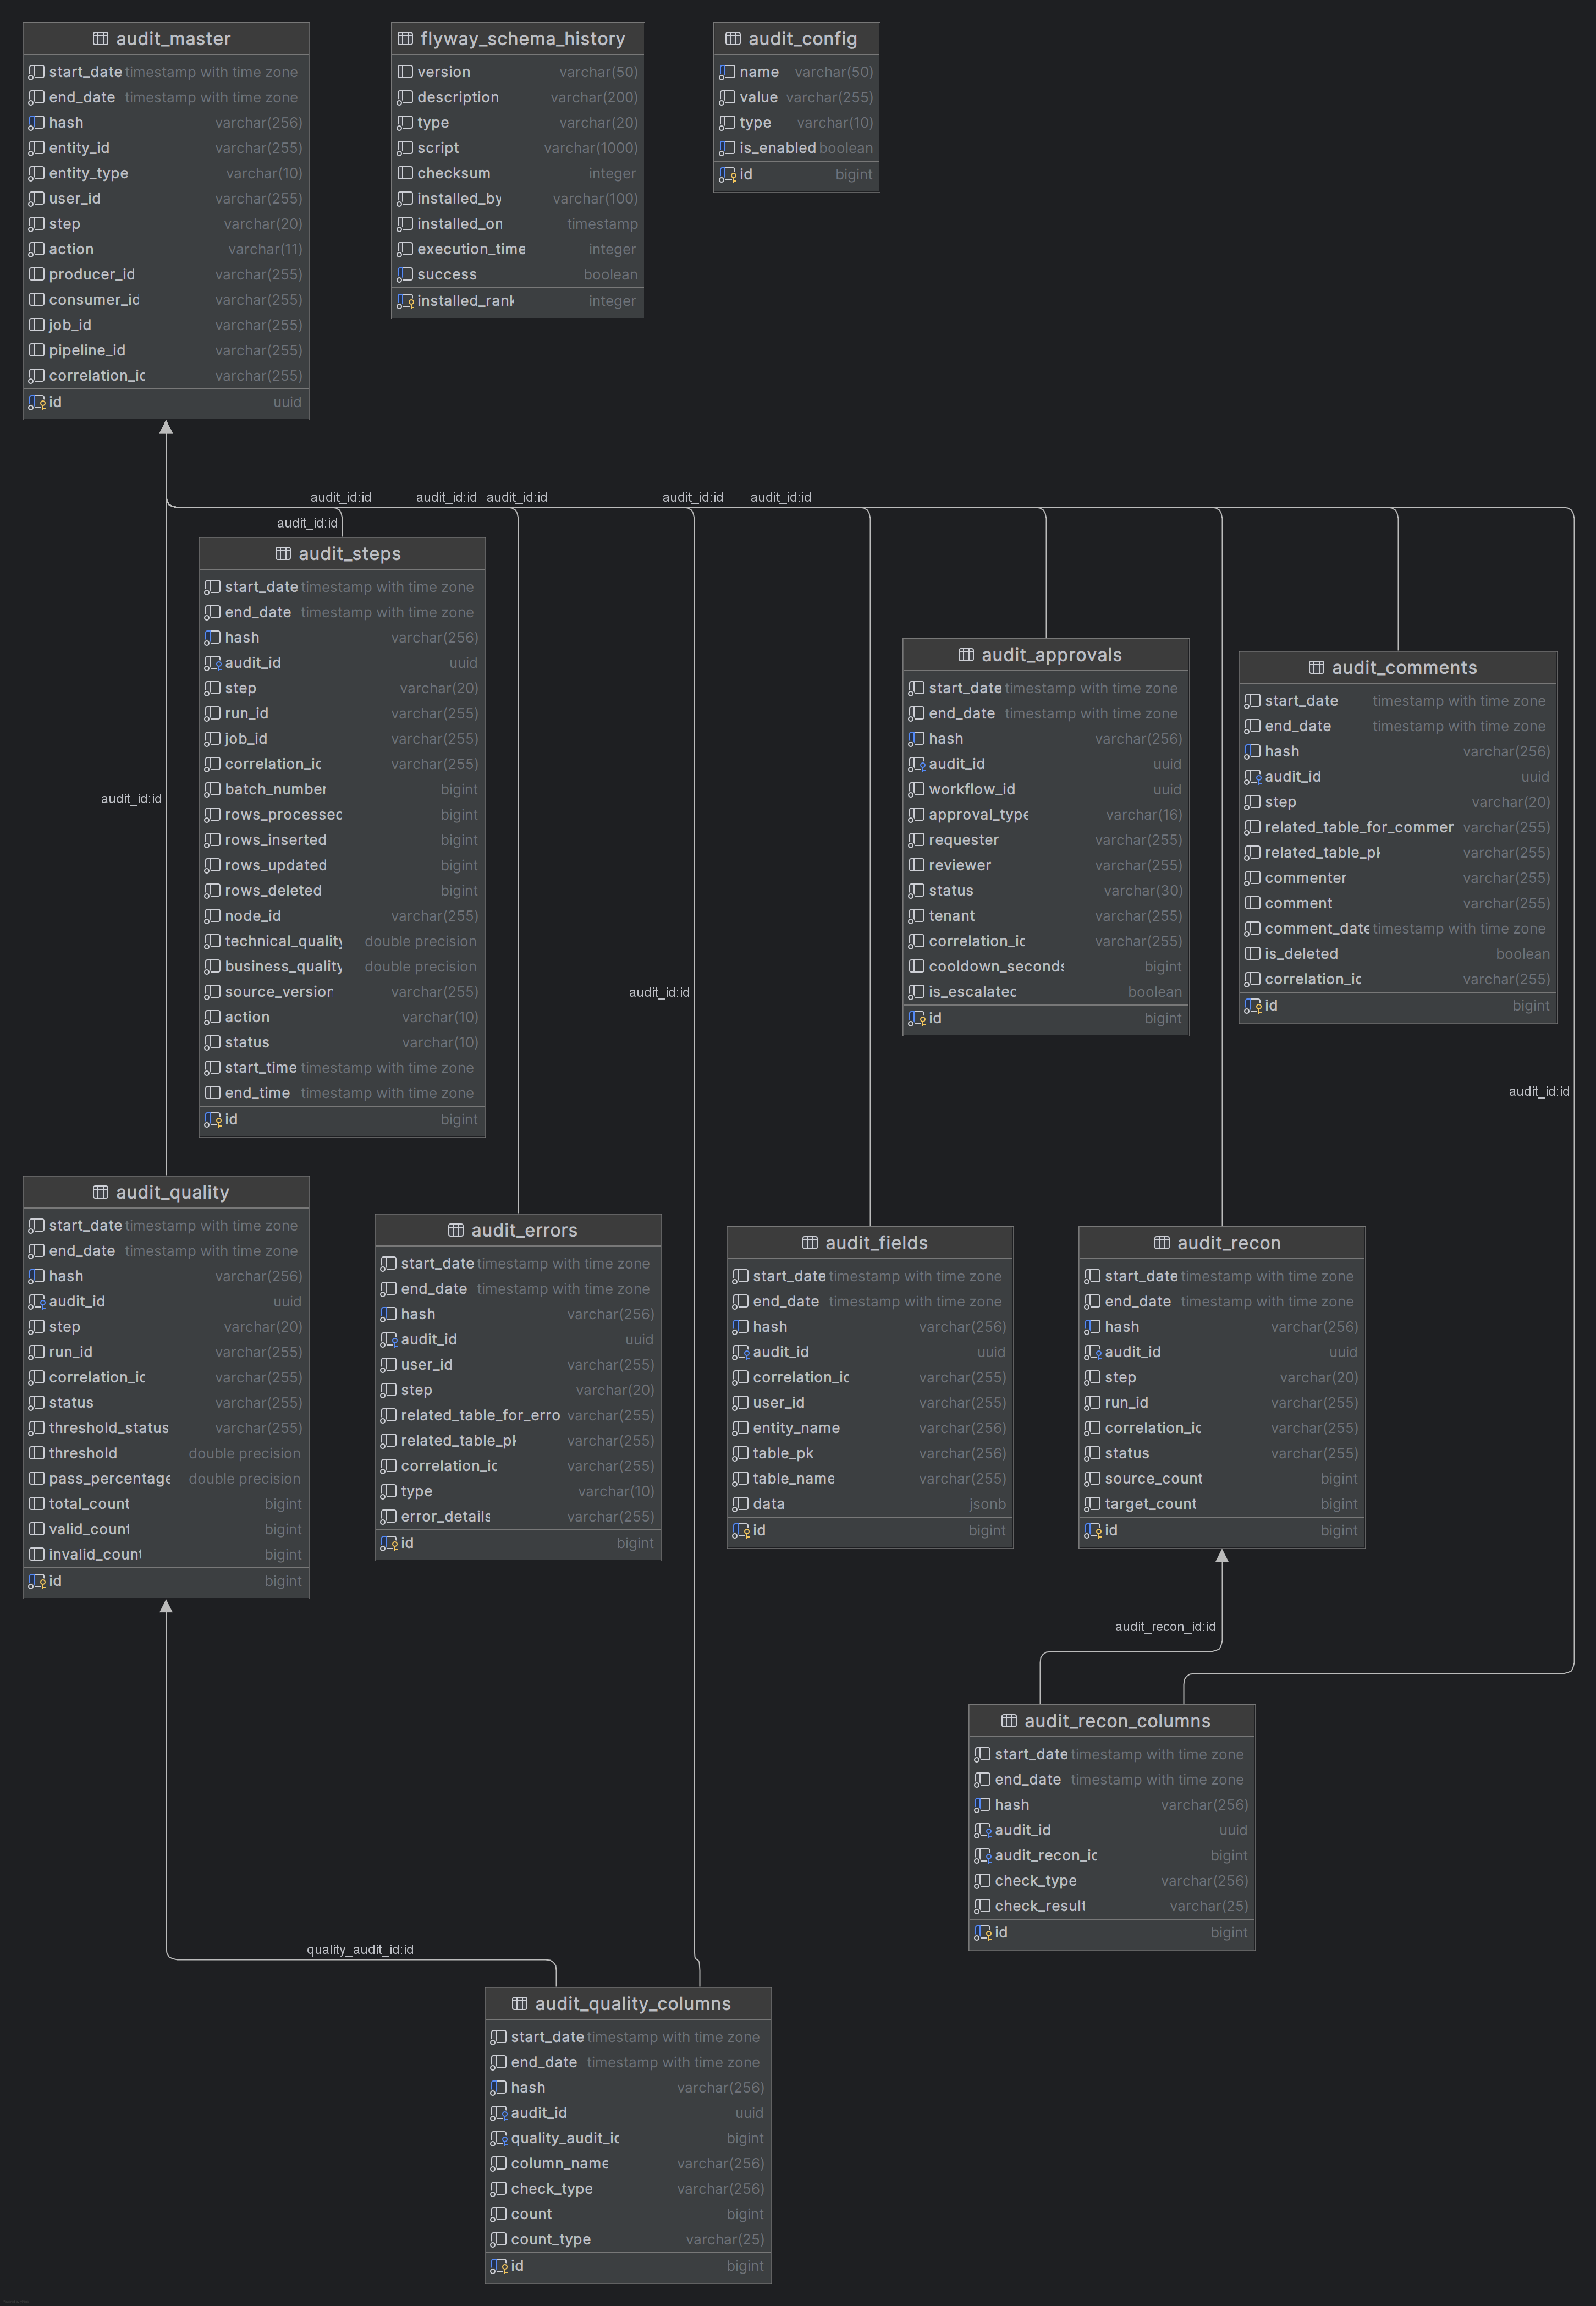 audit_master
start_date timestamp with time zone
end_date timestamp with time zone
hash varchar(256)
entity_id varchar(255)
entity_type varchar(10)
user_id varchar(255)
step varchar(20)
action varchar(11)
producer_id varchar(255)
consumer_id varchar(255)
job_id varchar(255)
pipeline_id varchar(255)
correlation_ic varchar(255)
id uuid
flyway_schema_history
version varchar(50)
description varchar(200)
type varchar(20)
script varchar(1000)
checksum integer
installed_by varchar(100)
installed_on timestamp
execution_time integer
success boolean
installed_rank integer
audit_config
name varchar(50)
value varchar(255)
type varchar(10)
is_enabled boolean
id bigint
audit_id:id
audit_id:id
audit_id:id
audit_id:id
audit_id:id
audit_id:id
audit_steps
start_date timestamp with time zone
end_date timestamp with time zone
hash varchar(256)
audit_id uuid
step varchar(20)
run_id varchar(255)
job_id varchar(255)
correlation_ic varchar(255)
batch_number bigint
rows_processec bigint
rows_inserted bigint
rows_updated bigint
rows_deleted bigint
node_id varchar(255)
technical_quality double precision
business_quality double precision
source_version varchar(255)
action varchar(10)
status varchar(10)
start_time timestamp with time zone
end_time timestamp with time zone
id bigint
audit_approvals
start_date timestamp with time zone
end_date timestamp with time zone
hash varchar(256)
audit_id uuid
workflow_id uuid
approval_type varchar(16)
requester varchar(255)
reviewer varchar(255)
status varchar(30)
tenant varchar(255)
correlation_ic varchar(255)
cooldown_seconds bigint
is_escalatec boolean
id bigint
audit_comments
start_date timestamp with time zone
end_date timestamp with time zone
hash varchar(256)
audit_id uuid
step varchar(20)
related_table_for_commer varchar(255)
related_table_pk varchar(255)
commenter varchar(255)
comment varchar(255)
comment_date timestamp with time zone
is_deleted boolean
correlation_ic varchar(255)
id bigint
audit_id:id
audit_id:id
audit_id:id
audit_quality
start_date timestamp with time zone
end_date timestamp with time zone
hash varchar(256)
audit_id uuid
step varchar(20)
run_id varchar(255)
correlation_ic varchar(255)
status varchar(255)
threshold_status varchar(255)
threshold double precision
pass_percentage double precision
total_count bigint
valid_count bigint
invalid_count bigint
id bigint
audit_errors
start_date timestamp with time zone
end_date timestamp with time zone
hash varchar(256)
audit_id uuid
user_id varchar(255)
step varchar(20)
related_table_for_erro varchar(255)
related_table_pk varchar(255)
correlation_ic varchar(255)
type varchar(10)
error_details varchar(255)
id bigint
audit_fields
start_date timestamp with time zone
end_date timestamp with time zone
hash varchar(256)
audit_id uuid
correlation_ic varchar(255)
user_id varchar(255)
entity_name varchar(256)
table_pk varchar(256)
table_name varchar(255)
data jsonb
id bigint
audit_recon
start_date timestamp with time zone
end_date timestamp with time zone
hash varchar(256)
audit_id uuid
step varchar(20)
run_id varchar(255)
correlation_ic varchar(255)
status varchar(255)
source_count bigint
target_count bigint
id bigint
audit_recon_id:id
audit_recon_columns
start_date timestamp with time zone
end_date timestamp with time zone
hash varchar(256)
audit_id uuid
audit_recon_ic bigint
check_type varchar(256)
check_result varchar(25)
id bigint
quality_audit_id:id
audit_quality_columns
start_date timestamp with time zone
end_date timestamp with time zone
hash varchar(256)
audit_id uuid
quality_audit_ic bigint
column_name varchar(256)
check_type varchar(256)
count bigint
count_type varchar(25)
id bigint